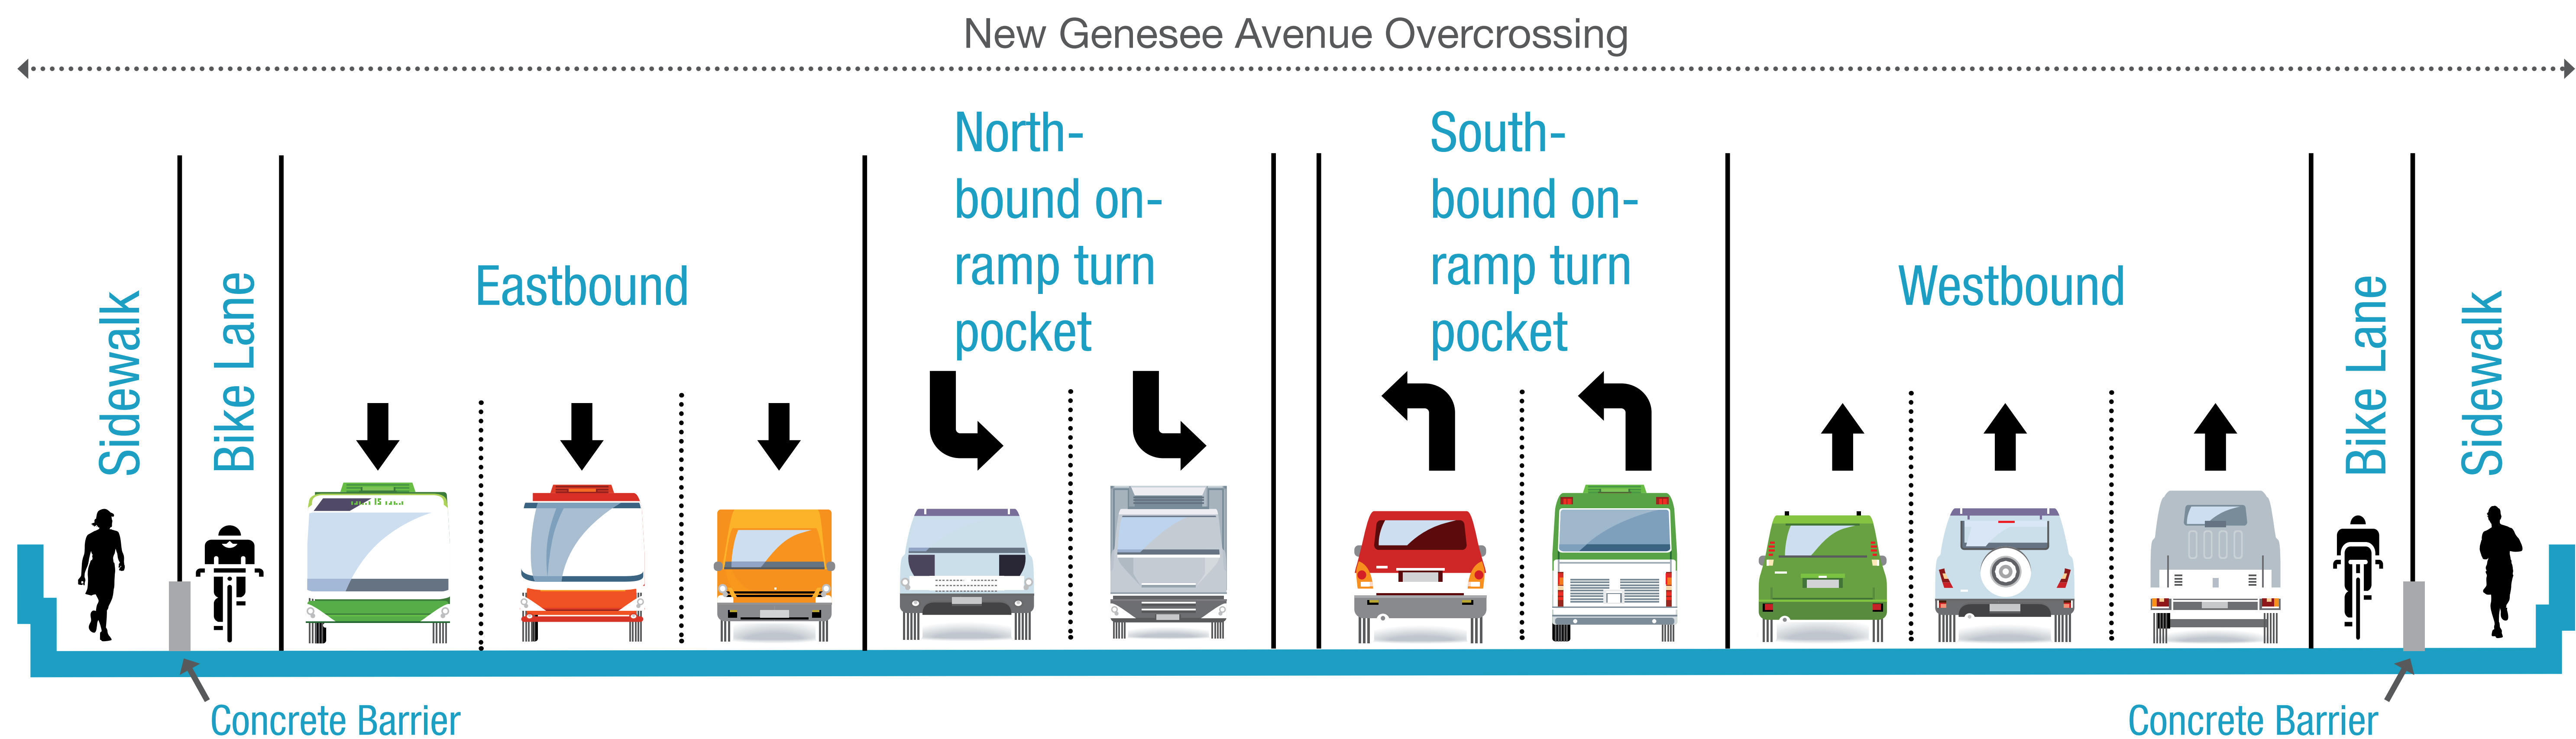 New Genesee Avenue Overcrossing
Sidewalk
Bike Lane
Eastbound
North-
bound on-
ramp turn
pocket
South-
bound on-
ramp turn
pocket
Westbound
Bike Lane
Sidewalk
Concrete Barrier
Concrete Barrier